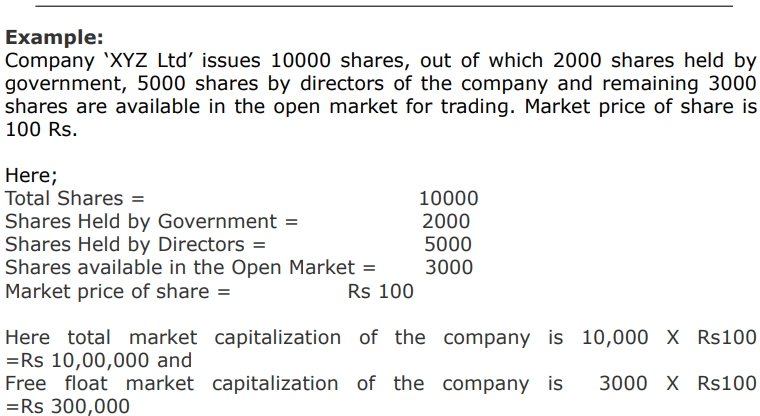 Example:
Company ‘XYZ Ltd’ issues 10000 shares, out of which 2000 shares held by
government, 5000 shares by directors of the company and remaining 3000
shares are available in the open market for trading. Market price of share is
100 Rs.
Here;
Total Shares = 10000
Shares Held by Government = 2000
Shares Held by Directors = 5000
Shares available in the Open Market = 3000
Market price of share = Rs 100
Here total market capitalization of the company is 10,000 X Rs100
=Rs 10,00,000 and
Free float market capitalization of the company is 3000 X Rs100
=Rs 300,000